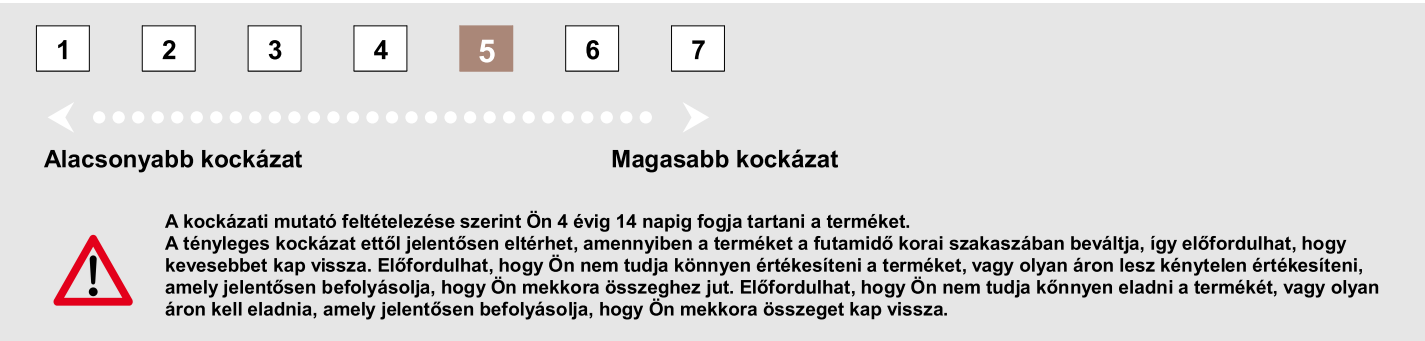 1 2 3 4 5 6 7
Alacsonyabb kockázat Magasabb kockázat
A kockázati mutató feltételezése szerint Ön 4 évig 14 napig fogja tartani a terméket.
A tényleges kockázat ettől jelentősen eltérhet, amennyiben a terméket a futamidő korai szakaszában beváltja, így előfordulhat, hogy
kevesebbet kap vissza. Előfordulhat, hogy Ön nem tudja könnyen értékesíteni a terméket, vagy olyan áron lesz kénytelen értékesíteni,
amely jelentősen befolyásolja, hogy Ön mekkora összeghez jut. Előfordulhat, hogy Ön nem tudja kőnnyen eladni a termékét, vagy olyan
áron kell eladnia, amely jelentősen befolyásolja, hogy Ön mekkora összeget kap vissza.